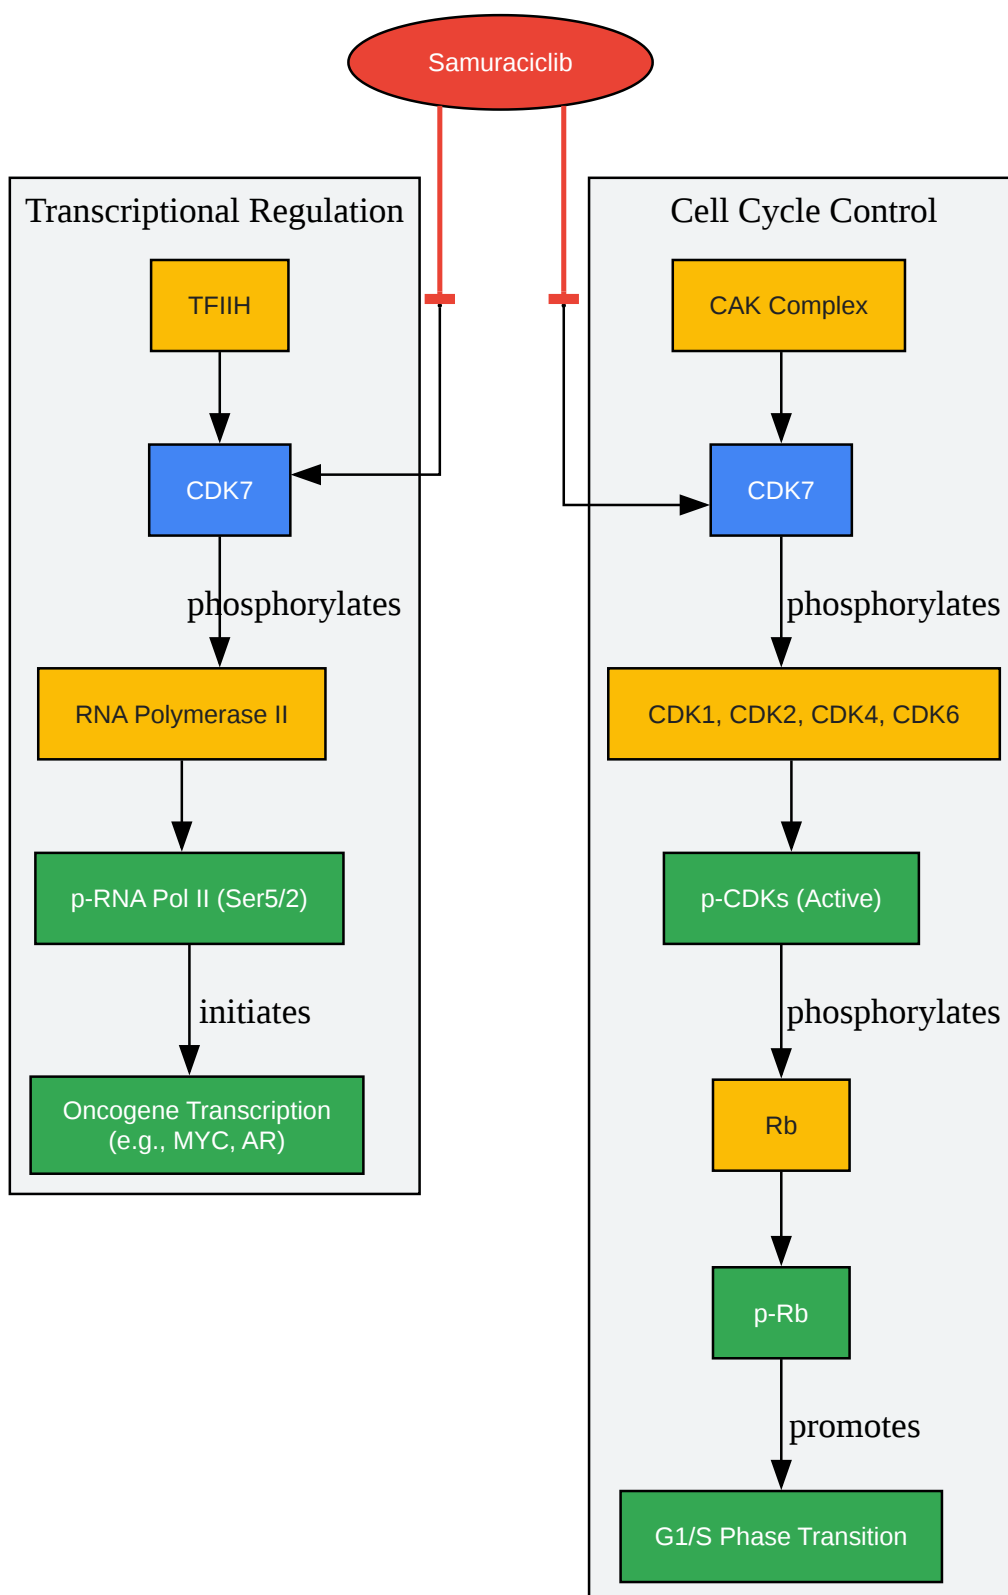 Samuraciclib
Transcriptional Regulation
TFIIH
CDK7
phosphorylates
RNA Polymerase II
p-RNA Pol II (Ser5/2)
initiates
Oncogene Transcription
(e.g., MYC, AR)
Cell Cycle Control
CAK Complex
CDK7
phosphorylates
CDK1, CDK2, CDK4, CDK6
p-CDKs (Active)
phosphorylates
Rb
p-Rb
promotes
G1/S Phase Transition